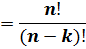 = n! / (n − k)!